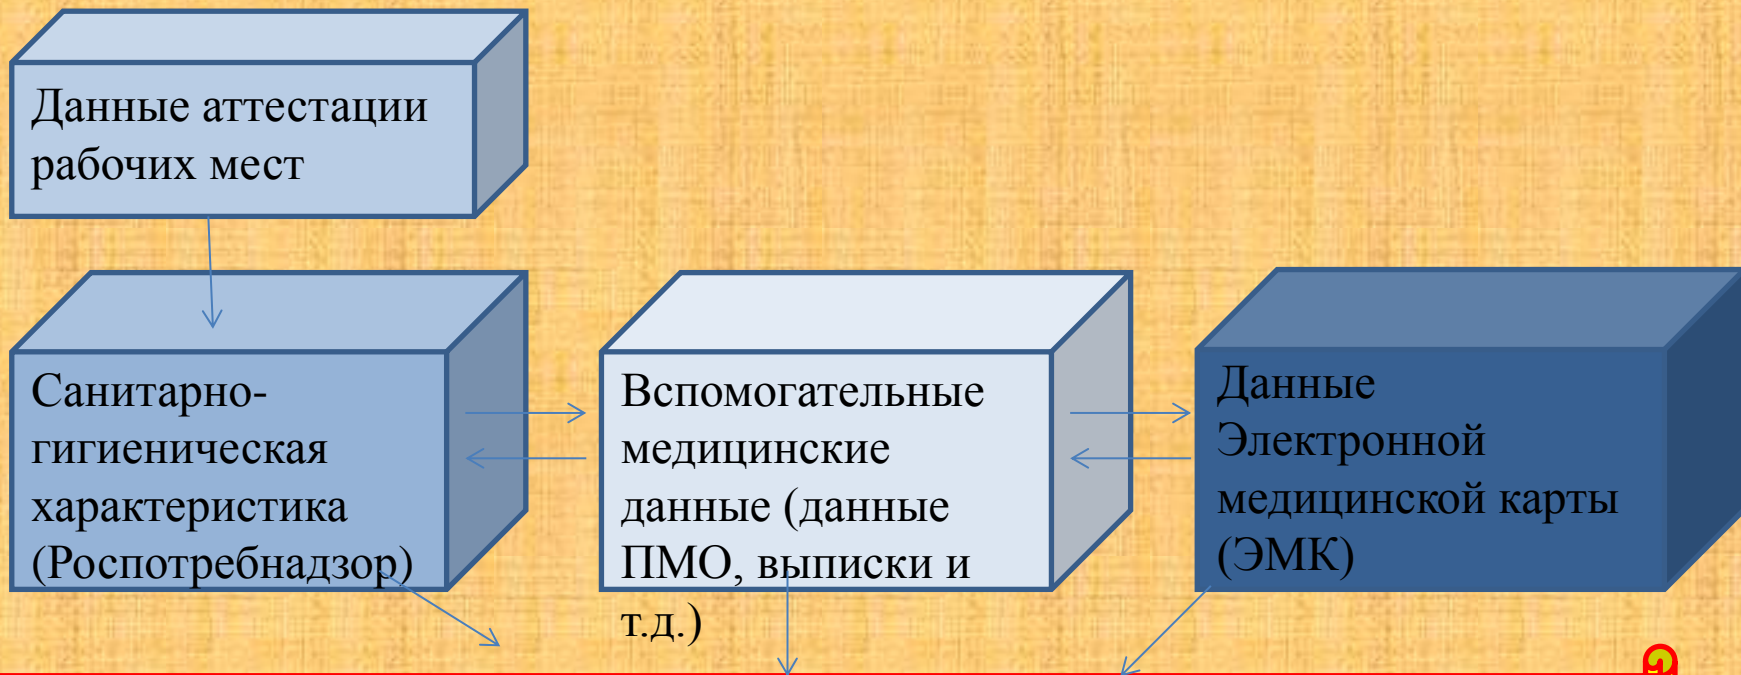 Данные аттестации
рабочих мест
Санитарно-
гигиеническая
характеристика
(Роспотребнадзор)
Вспомогательные
медицинские
данные (данные
ПМО, выписки и
т.д.)
Данные
Электронной
медицинской карты
(ЭМК)